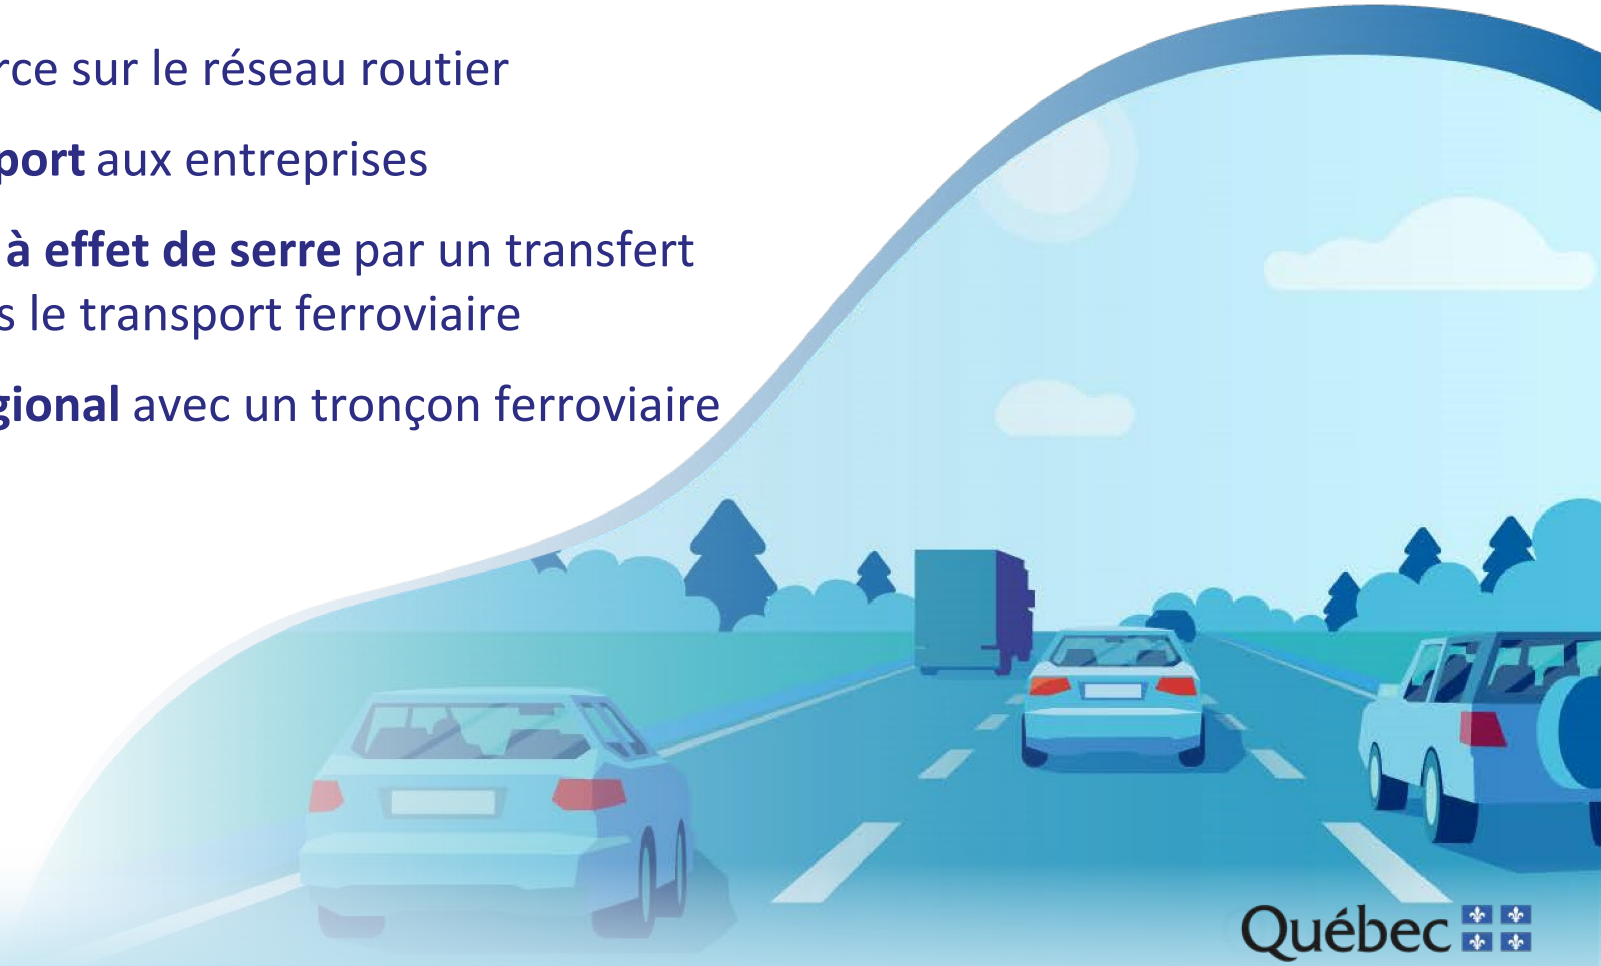 rce sur le réseau routier
port aux entreprises
à effet de serre par un transfert
s le transport ferroviaire
gional avec un tronçon ferroviaire
Québec